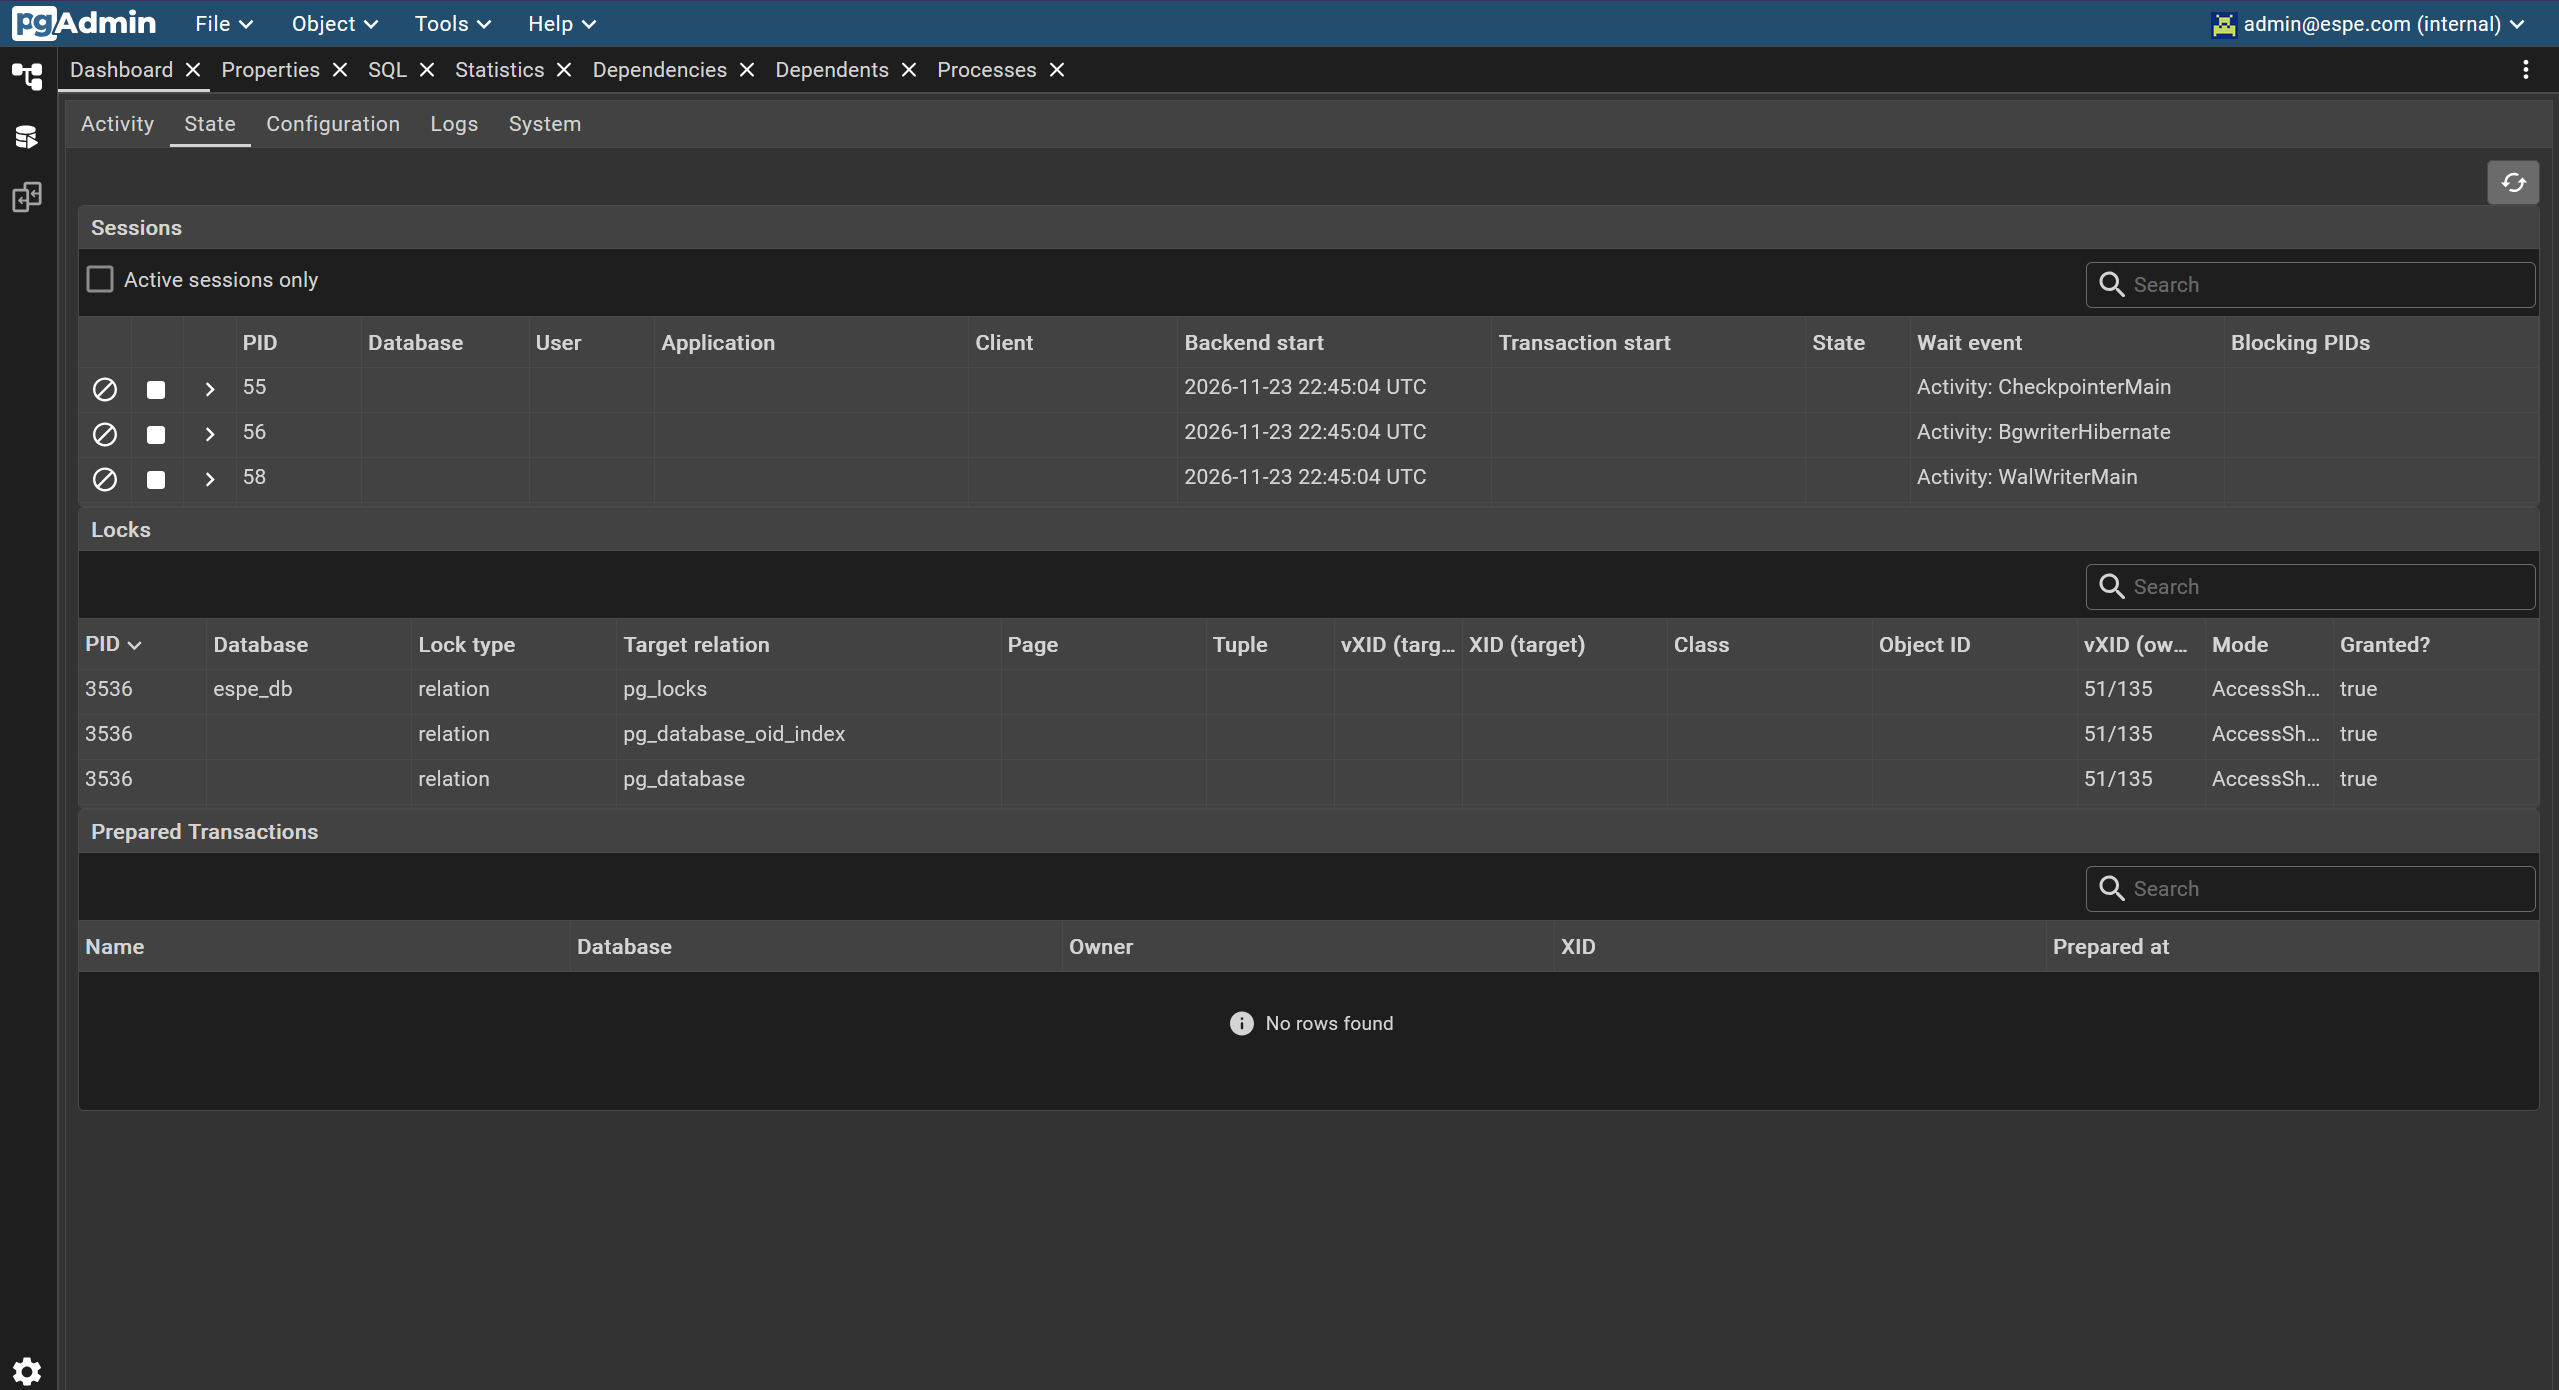 pgAdmin File Object Tools Help admin@espe.com (internal)
Dashboard Properties SQL Statistics Dependencies Dependents Processes
Activity State Configuration Logs System
Sessions
Active sessions only Search
PID Database User Application Client Backend start Transaction start State Wait event Blocking PIDs
55 2026-11-23 22:45:04 UTC Activity: CheckpointerMain
56 2026-11-23 22:45:04 UTC Activity: BgwriterHibernate
58 2026-11-23 22:45:04 UTC Activity: WalWriterMain
Locks
Search
PID Database Lock type Target relation Page Tuple vXID (targ... XID (target) Class Object ID vXID (ow... Mode Granted?
3536 espe_db relation pg_locks 51/135 AccessSh... true
3536 relation pg_database_oid_index 51/135 AccessSh... true
3536 relation pg_database 51/135 AccessSh... true
Prepared Transactions
Search
Name Database Owner XID Prepared at
No rows found